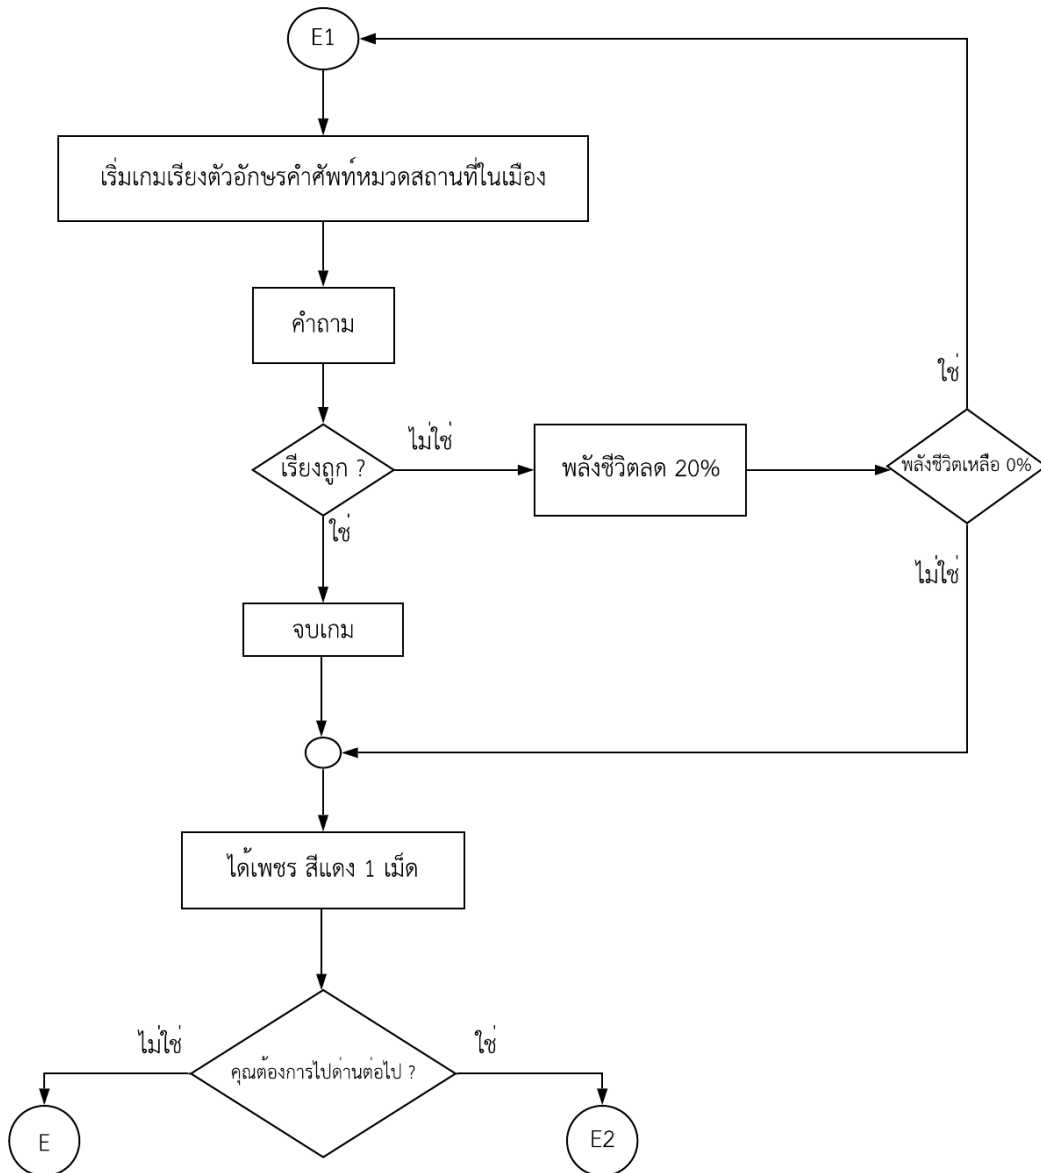 E1
เริ่มเกมเรียงตัวอักษรคำศัพท์หมวดสถานที่ในเมือง
คำถาม
ใช่
ไม่ใช่
เรียงถูก ?
พลังชีวิตลด 20%
พลังชีวิตเหลือ 0%
ใช่
ไม่ใช่
จบเกม
ได้เพชร สีแดง 1 เม็ด
ไม่ใช่
ใช่
คุณต้องการไปด่านต่อไป ?
E
E2